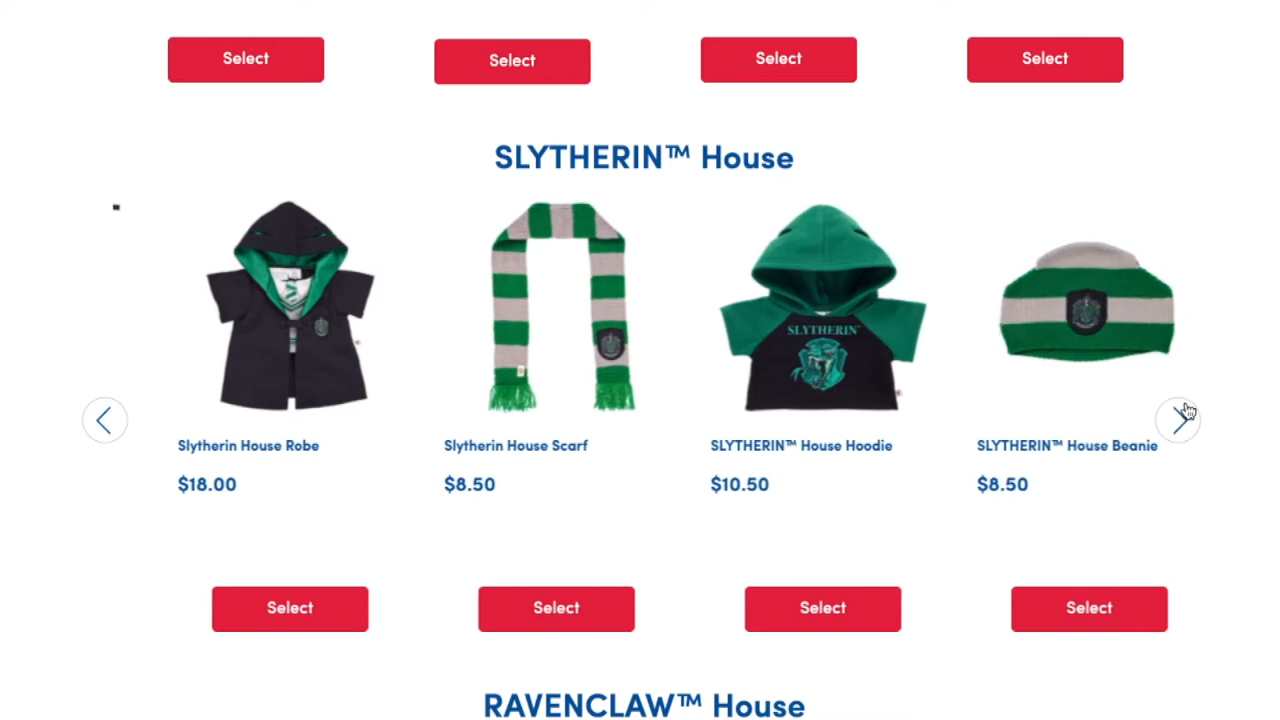 Select
Select
Select
Select
SLYTHERIN™ House
SLYTHERIN™
Slytherin House Robe
Slytherin House Scarf
SLYTHERIN™ House Hoodie
SLYTHERIN™ House Beanie
$18.00
$8.50
$10.50
$8.50
Select
Select
Select
Select
RAVENCLAW™ House